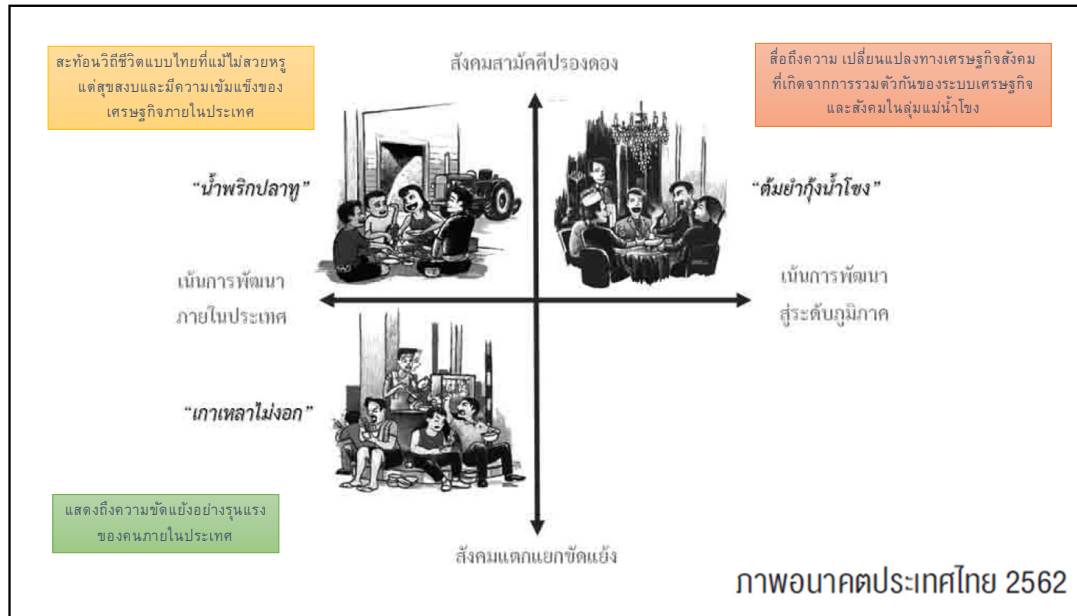 สะท้อนวิถีชีวิตแบบไทยที่แม้ไม่สวยหรู
แต่สุขสงบและมีความเข้มแข็งของ
เศรษฐกิจภายในประเทศ
สังคมสามัคคีปรองดอง
สื่อถึงความ เปลี่ยนแปลงทางเศรษฐกิจสังคม
ที่เกิดจากการรวมตัวกันของระบบเศรษฐกิจ
และสังคมในลุ่มแม่น้ำโขง
“น้ำพริกปลาทู”
“ต้มยำกุ้งน้ำโขง”
เน้นการพัฒนา
ภายในประเทศ
เน้นการพัฒนา
สู่ระดับภูมิภาค
“เกาเหลาไม่งอก”
แสดงถึงความขัดแย้งอย่างรุนแรง
ของคนภายในประเทศ
สังคมแตกแยกขัดแย้ง
ภาพอนาคตประเทศไทย 2562